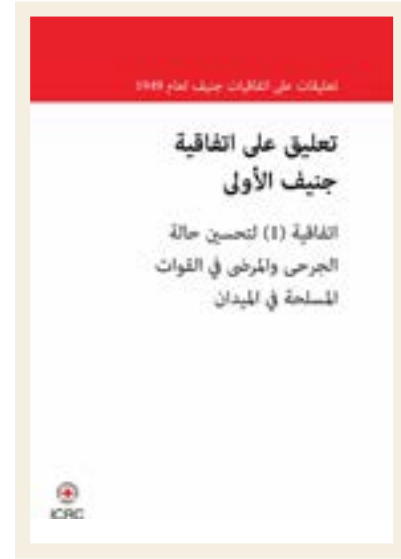 تعليقات على اتفاقيات جنيف لعام 1949
تعليق على اتفاقية
جنيف الأولى
اتفاقية (1) لتحسين حالة
الجرحى والمرضى في القوات
المسلحة في الميدان
ICRC